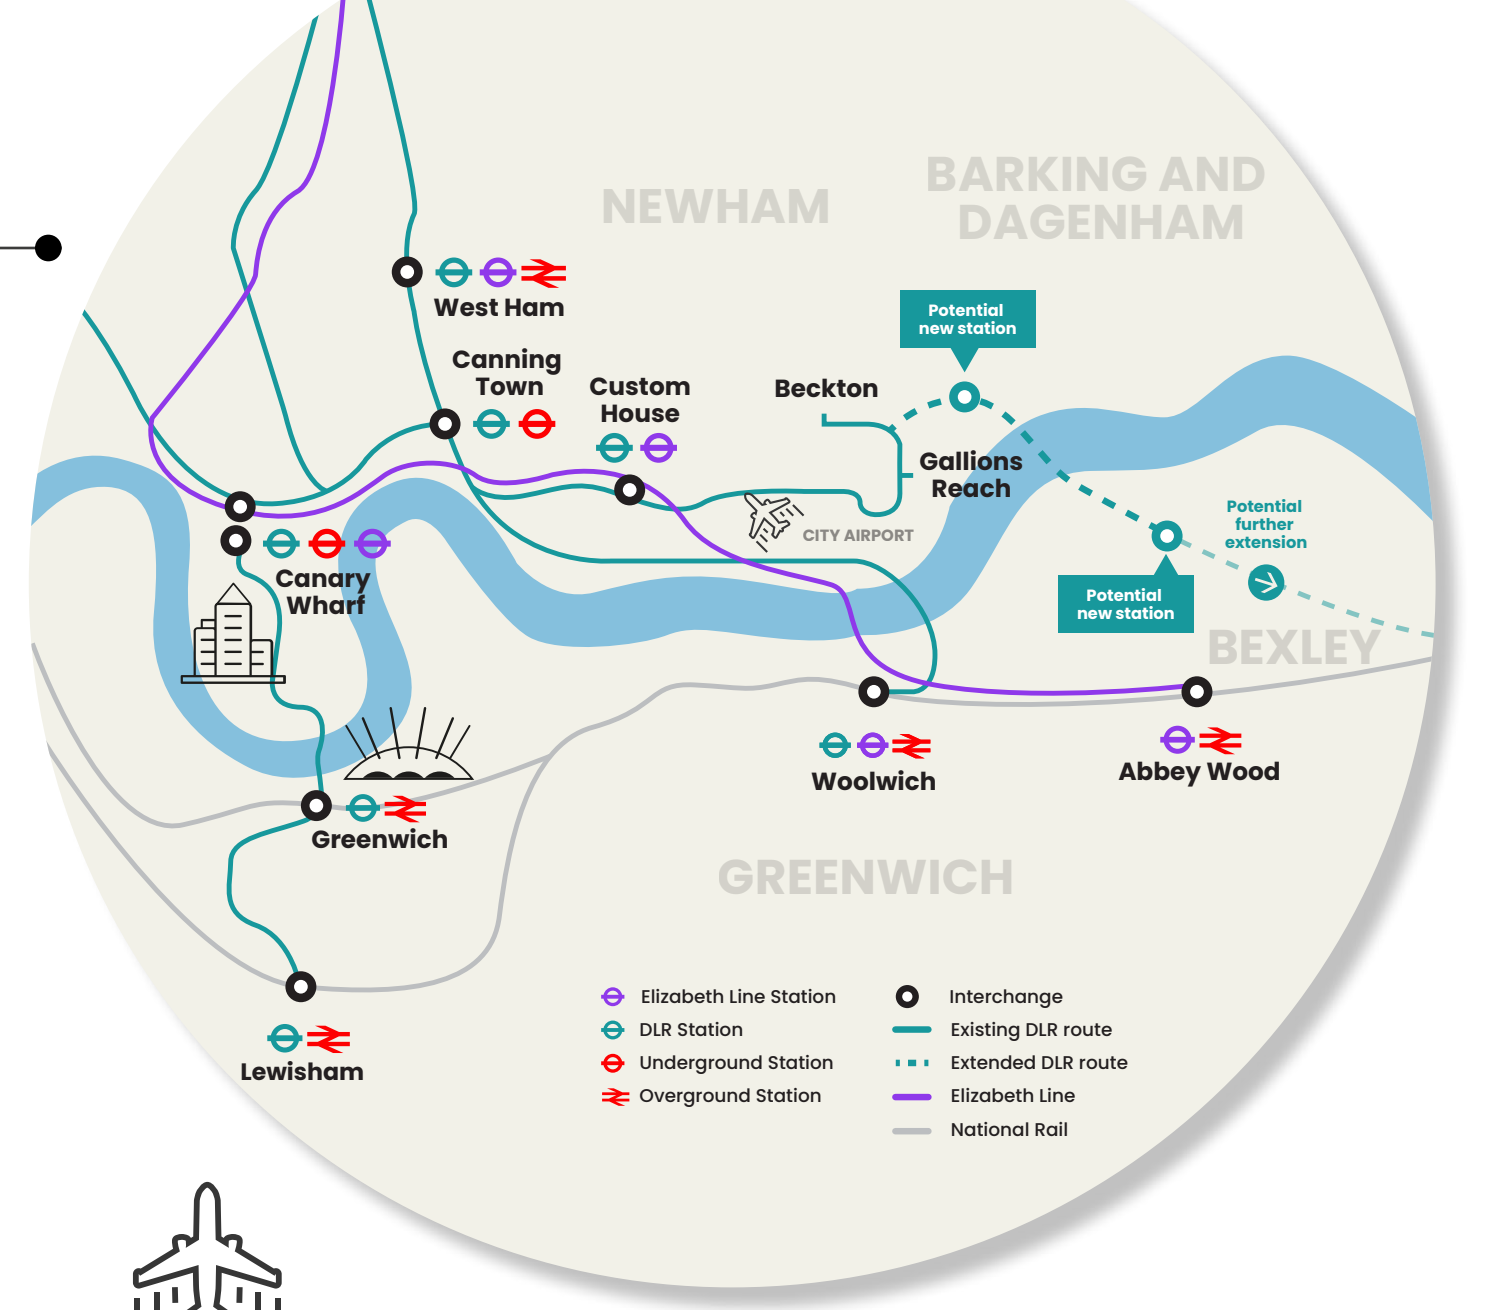 NEWHAM
BARKING AND
DAGENHAM
West Ham
Potential
new station
Canning
Town
Custom
House
Beckton
Gallions
Reach
CITY AIRPORT
Potential
further
extension
Canary
Wharf
Potential
new station
BEXLEY
Woolwich
Abbey Wood
Greenwich
GREENWICH
Lewisham
Elizabeth Line Station
DLR Station
Underground Station
Overground Station
Interchange
Existing DLR route
Extended DLR route
Elizabeth Line
National Rail